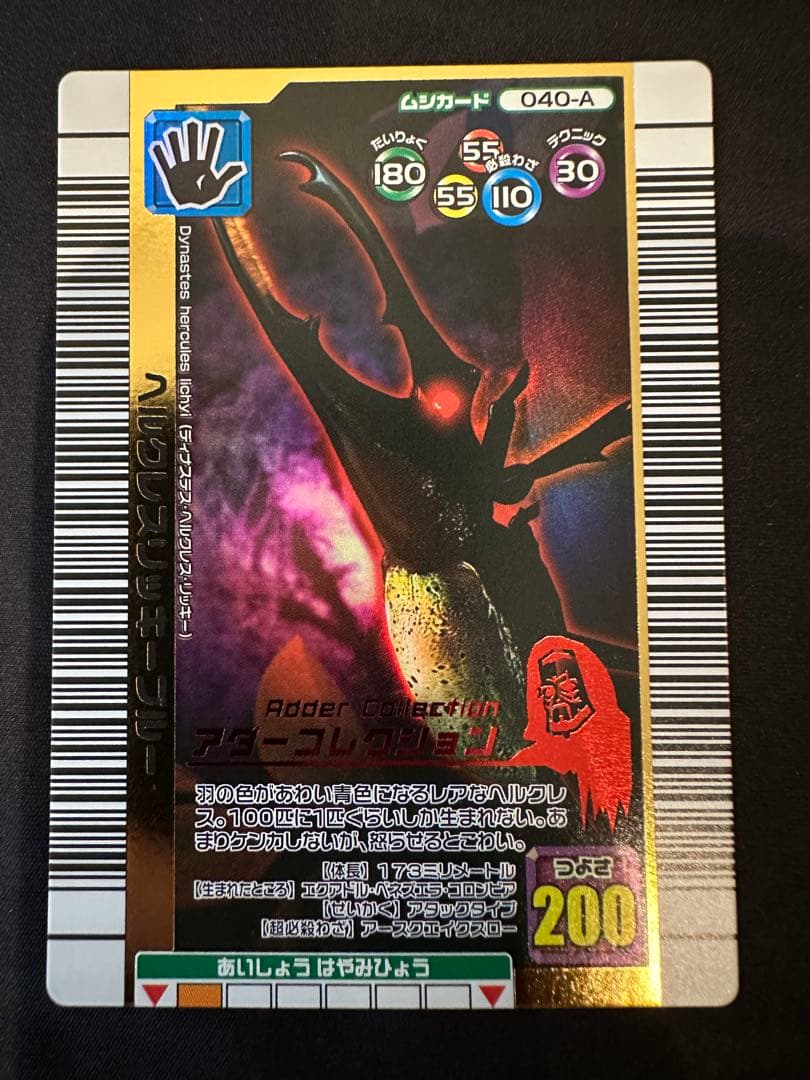 ムシカード 040-A
たいりょく 180
55
必殺わざ 110
55
テクニック 30
Dynastes hercules lichyi (ディナステス・ヘルクレス・リッキー)
ヘルクレスリッキーブルー
Adder Collection
アダーコレクション
羽の色があわい青色になるレアなヘルクレ
ス。100匹に1匹ぐらいしか生まれない。あ
まりケンカしないが、怒らせるとこわい。
【体長】 173ミリメートル
【生まれたところ】 エクアドル・ベネズエラ・コロンビア
【せいかく】 アタックタイプ
【超必殺わざ】 アースクエイクスロー
つよさ
200
あいしょう はやみひょう